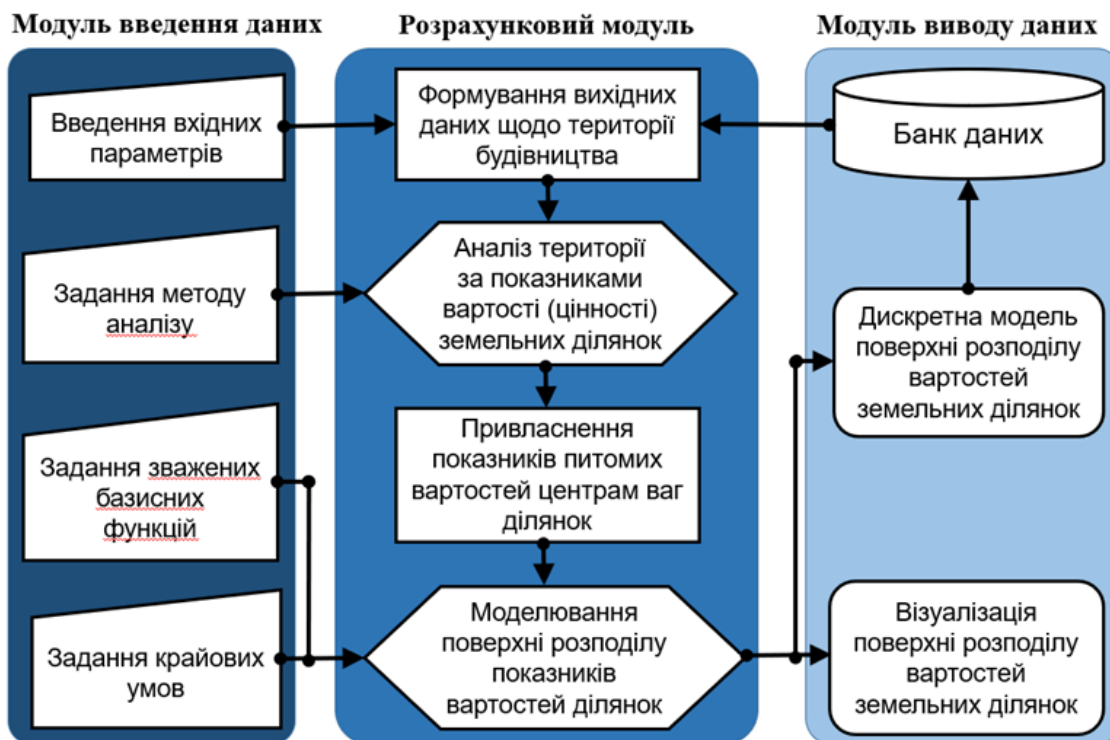 Модуль введення даних
Розрахунковий модуль
Модуль виводу даних
Введення вхідних
параметрів
Задання методу
аналізу
Задання зважених
базисних
функцій
Задання крайових
умов
Формування вихідних
даних щодо території
будівництва
Аналіз території
за показниками
вартості (цінності)
земельних ділянок
Привласнення
показників питомих
вартостей центрам ваг
ділянок
Моделювання
поверхні розподілу
показників
вартостей ділянок
Банк даних
Дискретна модель
поверхні розподілу
вартостей
земельних ділянок
Візуалізація
поверхні розподілу
вартостей
земельних ділянок